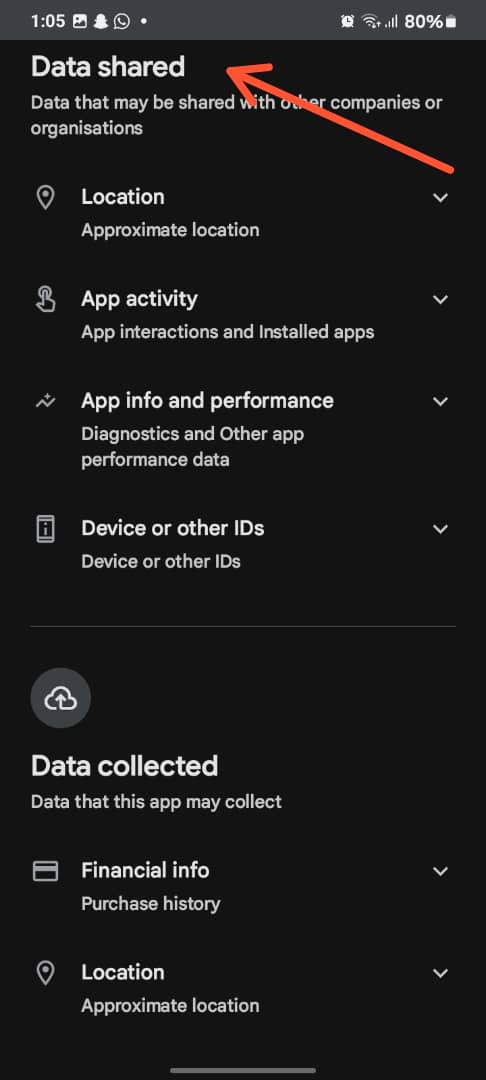 1:05 80%
Data shared
Data that may be shared with other companies or
organisations
Location
Approximate location
App activity
App interactions and Installed apps
App info and performance
Diagnostics and Other app
performance data
Device or other IDs
Device or other IDs
Data collected
Data that this app may collect
Financial info
Purchase history
Location
Approximate location